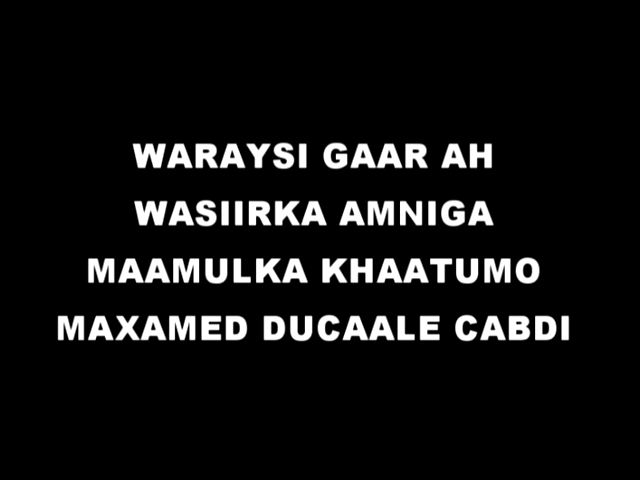 WARAYSI GAAR AH
WASIIRKA AMNIGA
MAAMULKA KHAATUMO
MAXAMED DUCAALE CABDI